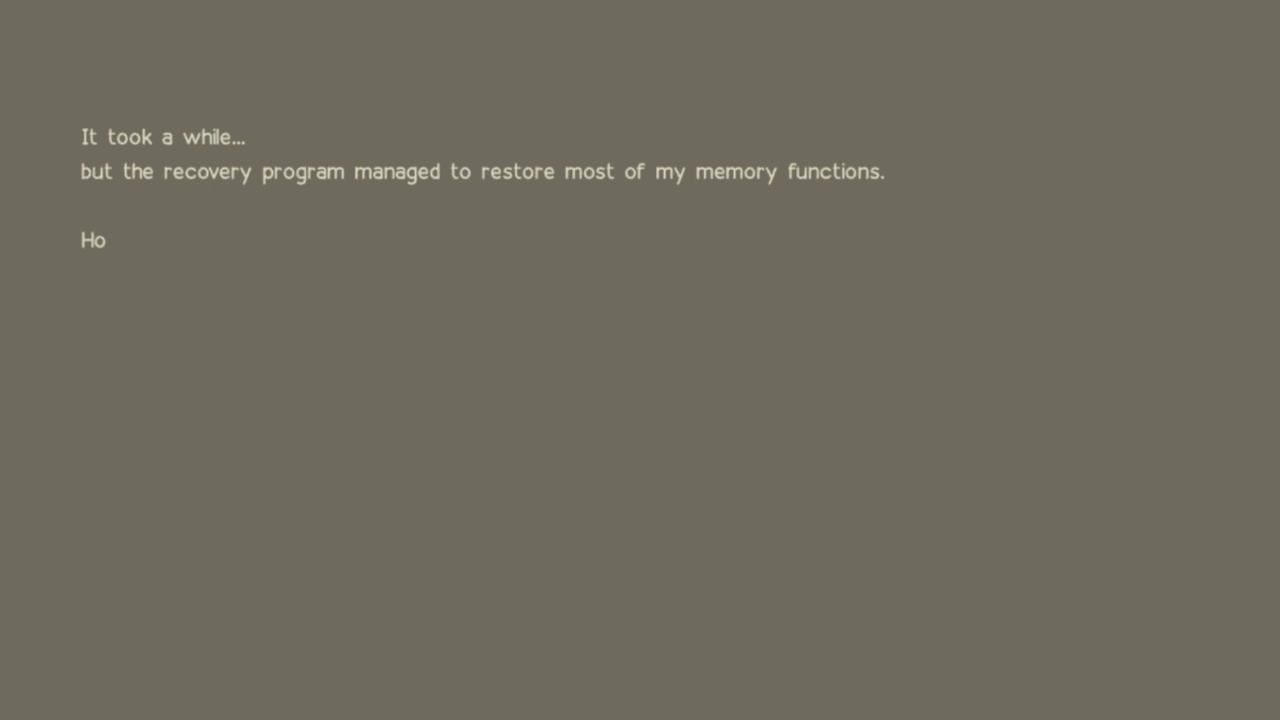 It took a while...
but the recovery program managed to restore most of my memory functions.
Ho